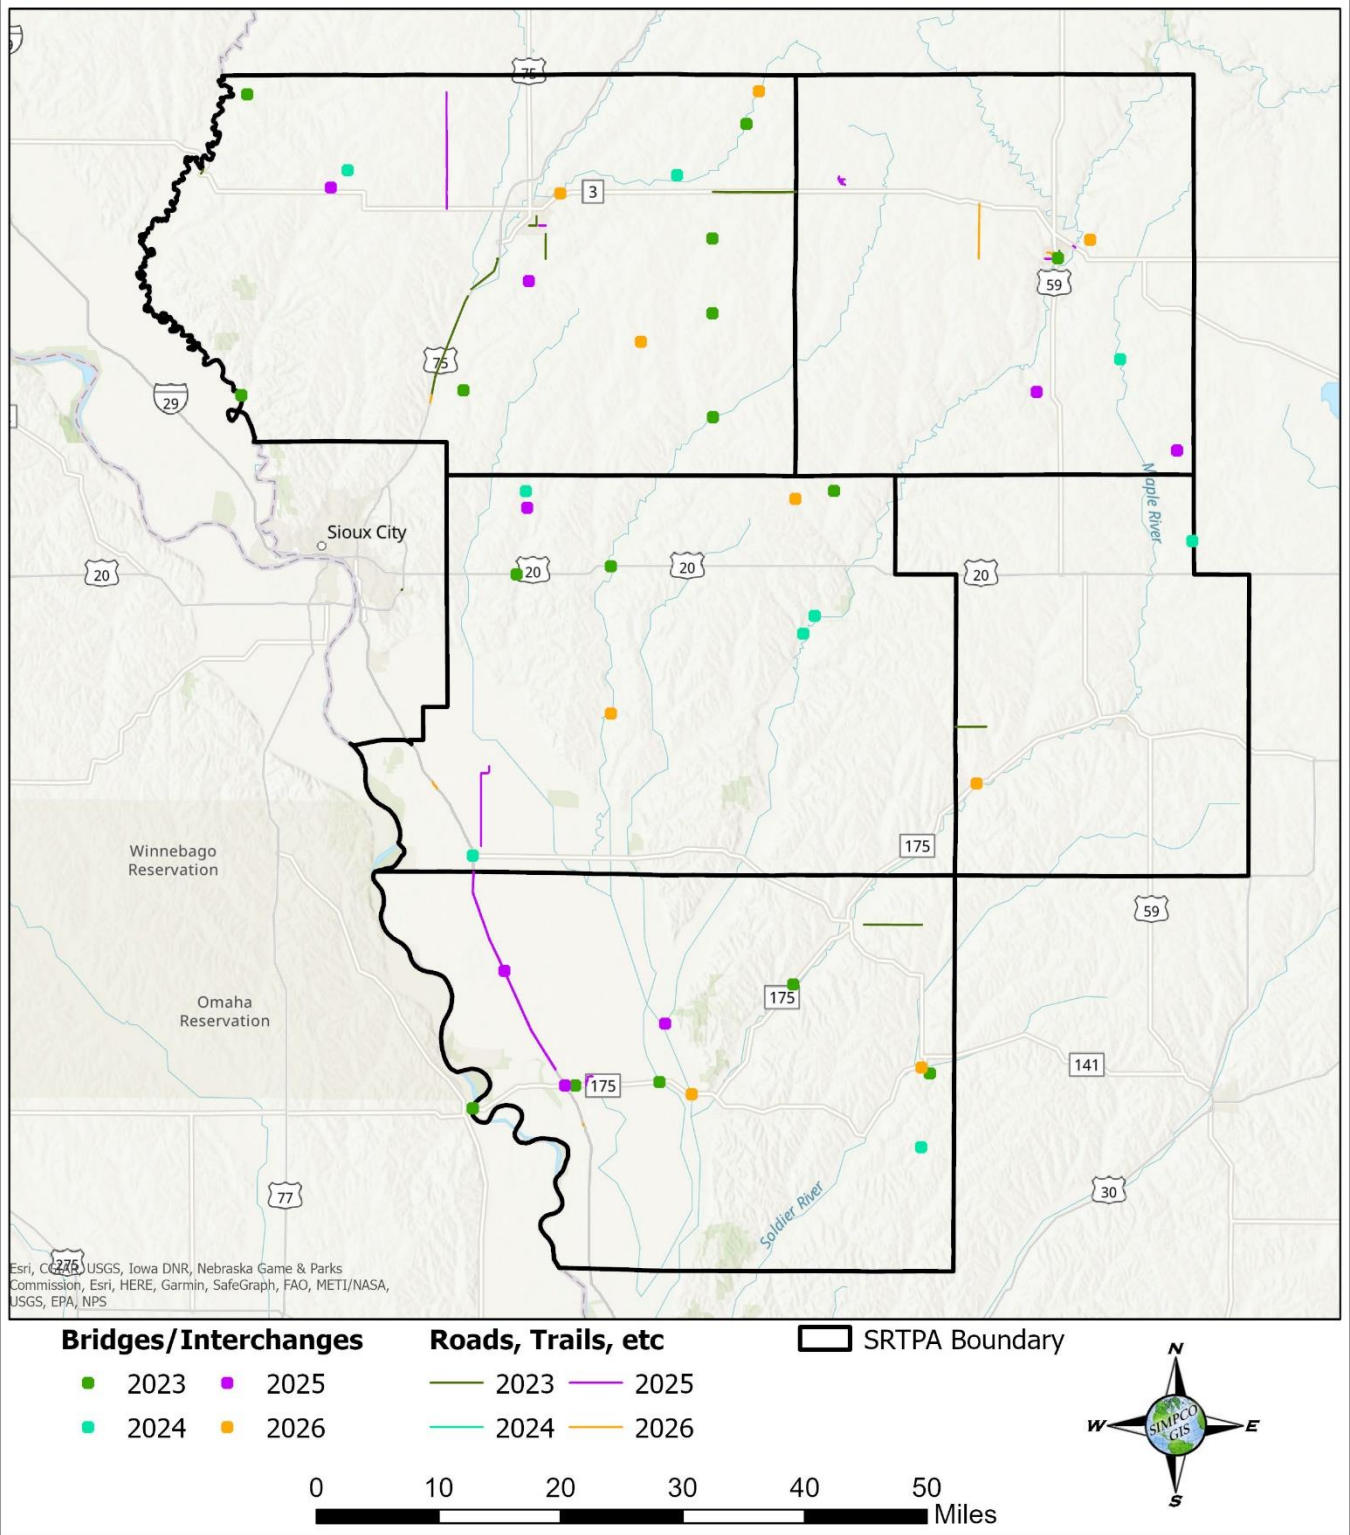 75
3
59
75
29
Maple River
Sioux City
20
20
20
20
175
Winnebago
Reservation
59
175
Omaha
Reservation
141
175
77
30
Soldier River
275
Esri, CGIAR, USGS, Iowa DNR, Nebraska Game & Parks
Commission, Esri, HERE, Garmin, SafeGraph, FAO, METI/NASA,
USGS, EPA, NPS
Bridges/Interchanges
2023 2025
2024 2026
Roads, Trails, etc
2023 2025
2024 2026
SRTPA Boundary
N
W E
S
SIMPCO
GIS
0 10 20 30 40 50
Miles